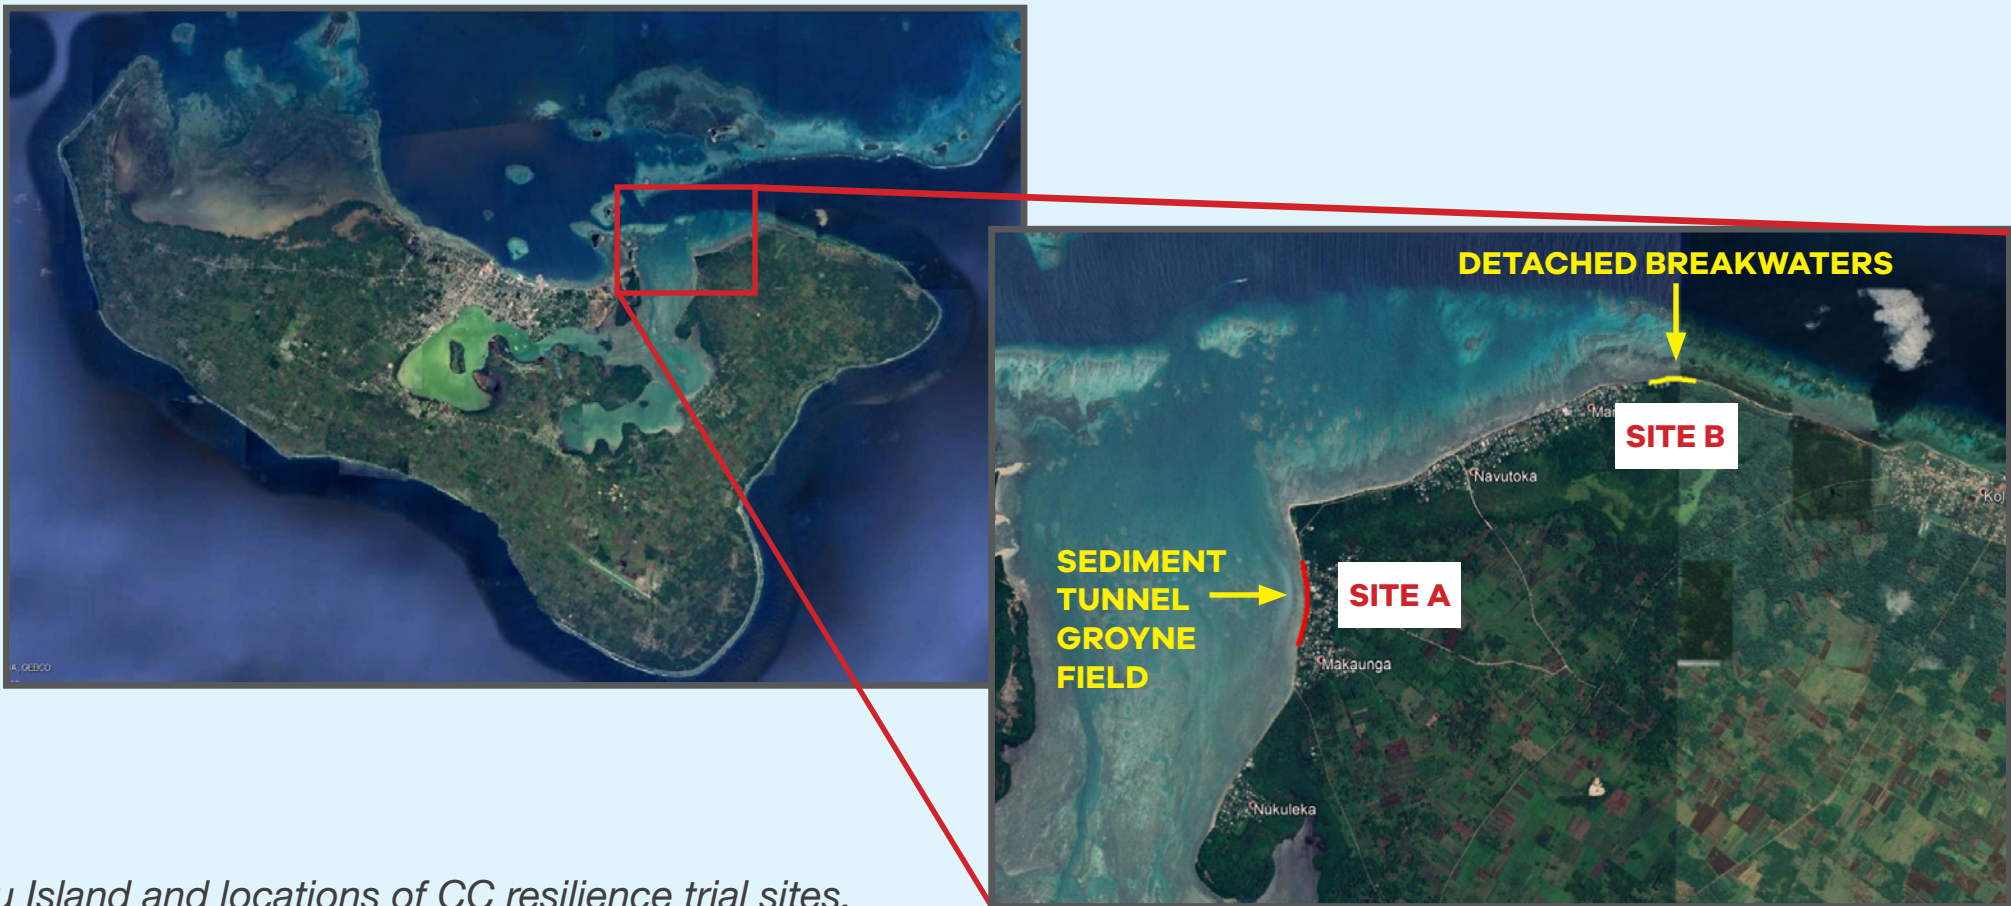 A, GEBCO
DETACHED BREAKWATERS
SITE B
Navutoka
SEDIMENT
TUNNEL
GROYNE
FIELD
SITE A
Makaunga
Nukuleka
Island and locations of CC resilience trial sites.